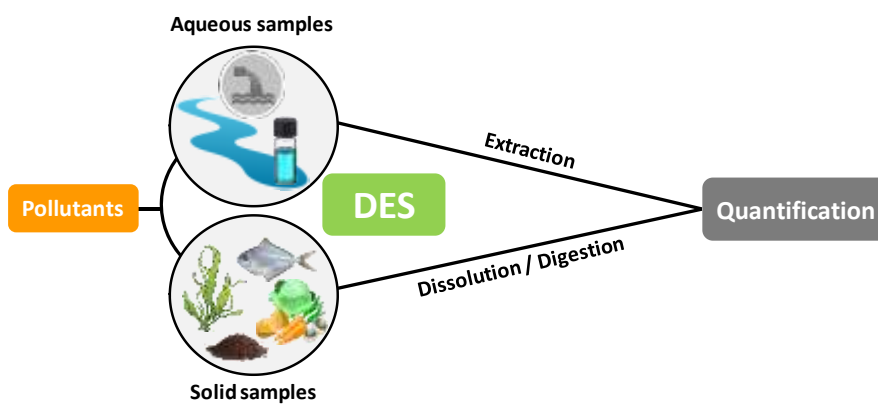 Aqueous samples
Extraction
Pollutants
DES
Quantification
Dissolution / Digestion
Solid samples